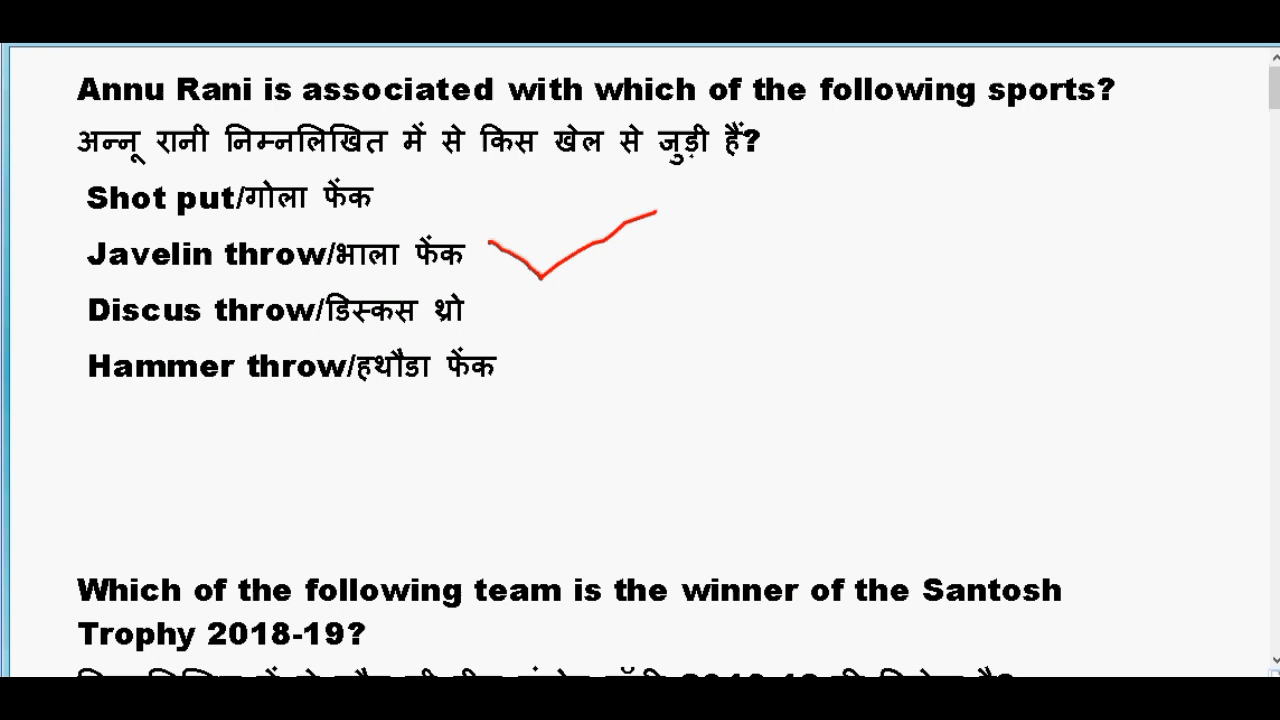 Annu Rani is associated with which of the following sports?
अन्नू रानी निम्नलिखित में से किस खेल से जुड़ी हैं?
Shot put/गोला फेंक
Javelin throw/भाला फेंक
Discus throw/डिस्कस थ्रो
Hammer throw/हथौडा फेंक
Which of the following team is the winner of the Santosh
Trophy 2018-19?